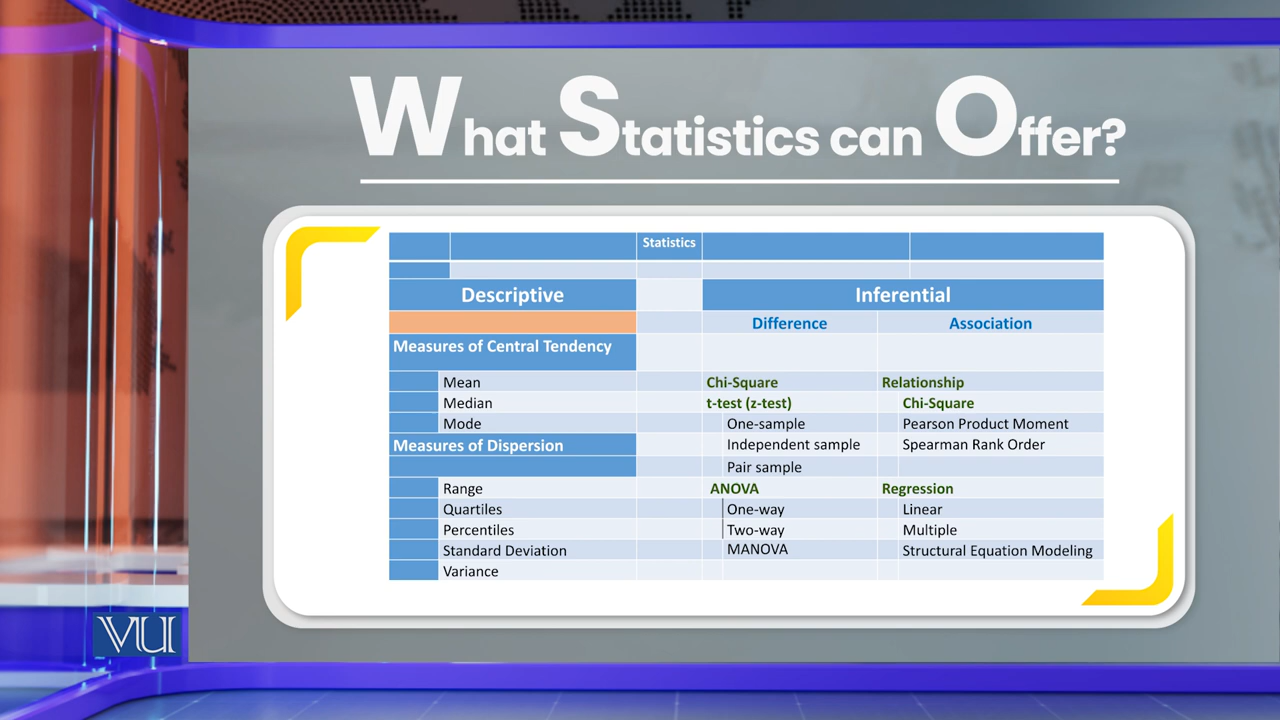 What Statistics can Offer?
Statistics
Descriptive Inferential
Difference Association
Measures of Central Tendency
Mean Chi-Square Relationship
Median t-test (z-test) Chi-Square
Mode One-sample Pearson Product Moment
Measures of Dispersion Independent sample Spearman Rank Order
Pair sample
Range ANOVA Regression
Quartiles One-way Linear
Percentiles Two-way Multiple
Standard Deviation MANOVA Structural Equation Modeling
Variance
VU